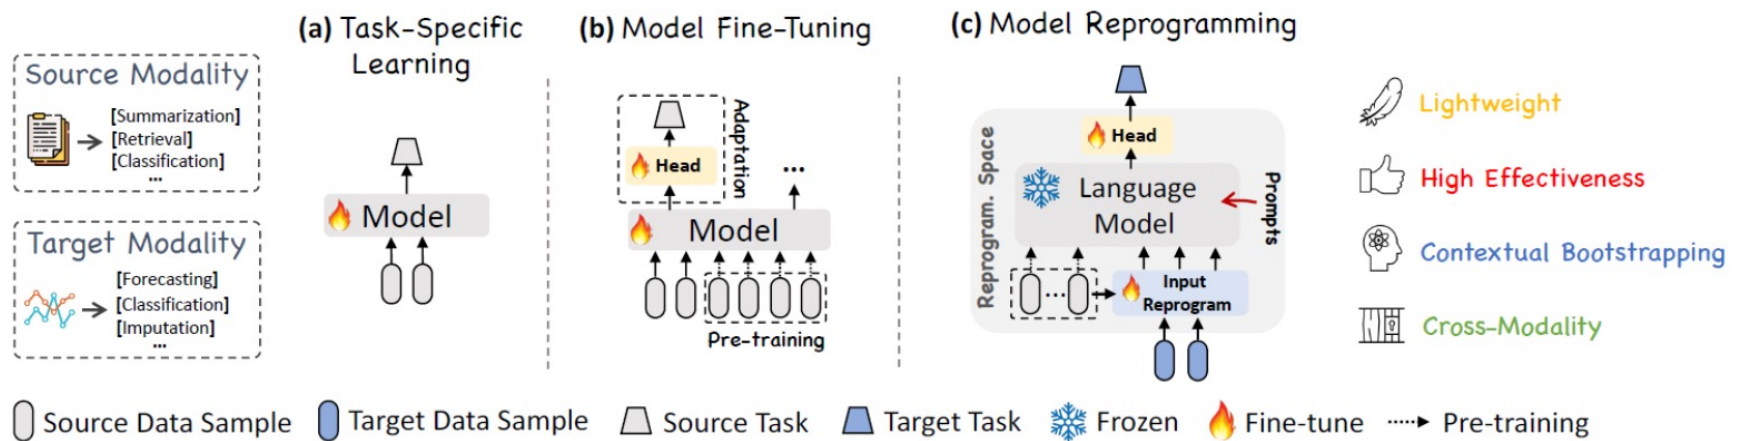 Source Modality
[Summarization]
[Retrieval]
[Classification]
...
Target Modality
[Forecasting]
[Classification]
[Imputation]
...
(a) Task-Specific
Learning
Model
(b) Model Fine-Tuning
Adaptation
Head
...
Model
Pre-training
(c) Model Reprogramming
Reprogram. Space
Head
Language
Model
Prompts
...
Input
Reprogram
Lightweight
High Effectiveness
Contextual Bootstrapping
Cross-Modality
Source Data Sample
Target Data Sample
Source Task
Target Task
Frozen
Fine-tune
Pre-training